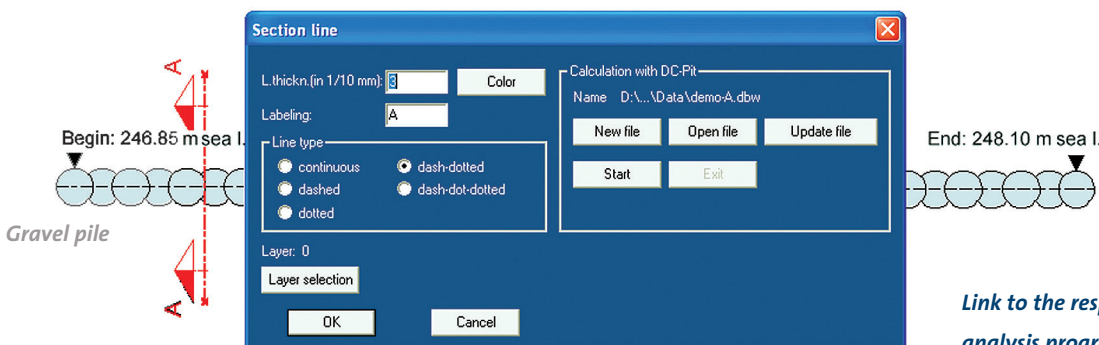 Section line
L.thickn.(in 1/10 mm): 3 Color
Labeling: A
Line type
continuous dash-dotted
dashed dash-dot-dotted
dotted
Layer: 0
Layer selection
OK Cancel
Calculation with DC-Pit
Name D:\...\Data\demo-A.dbw
New file Open file Update file
Start Exit
A
Begin: 246.85 m sea l.
A
Gravel pile
End: 248.10 m sea l.
Link to the
analysis